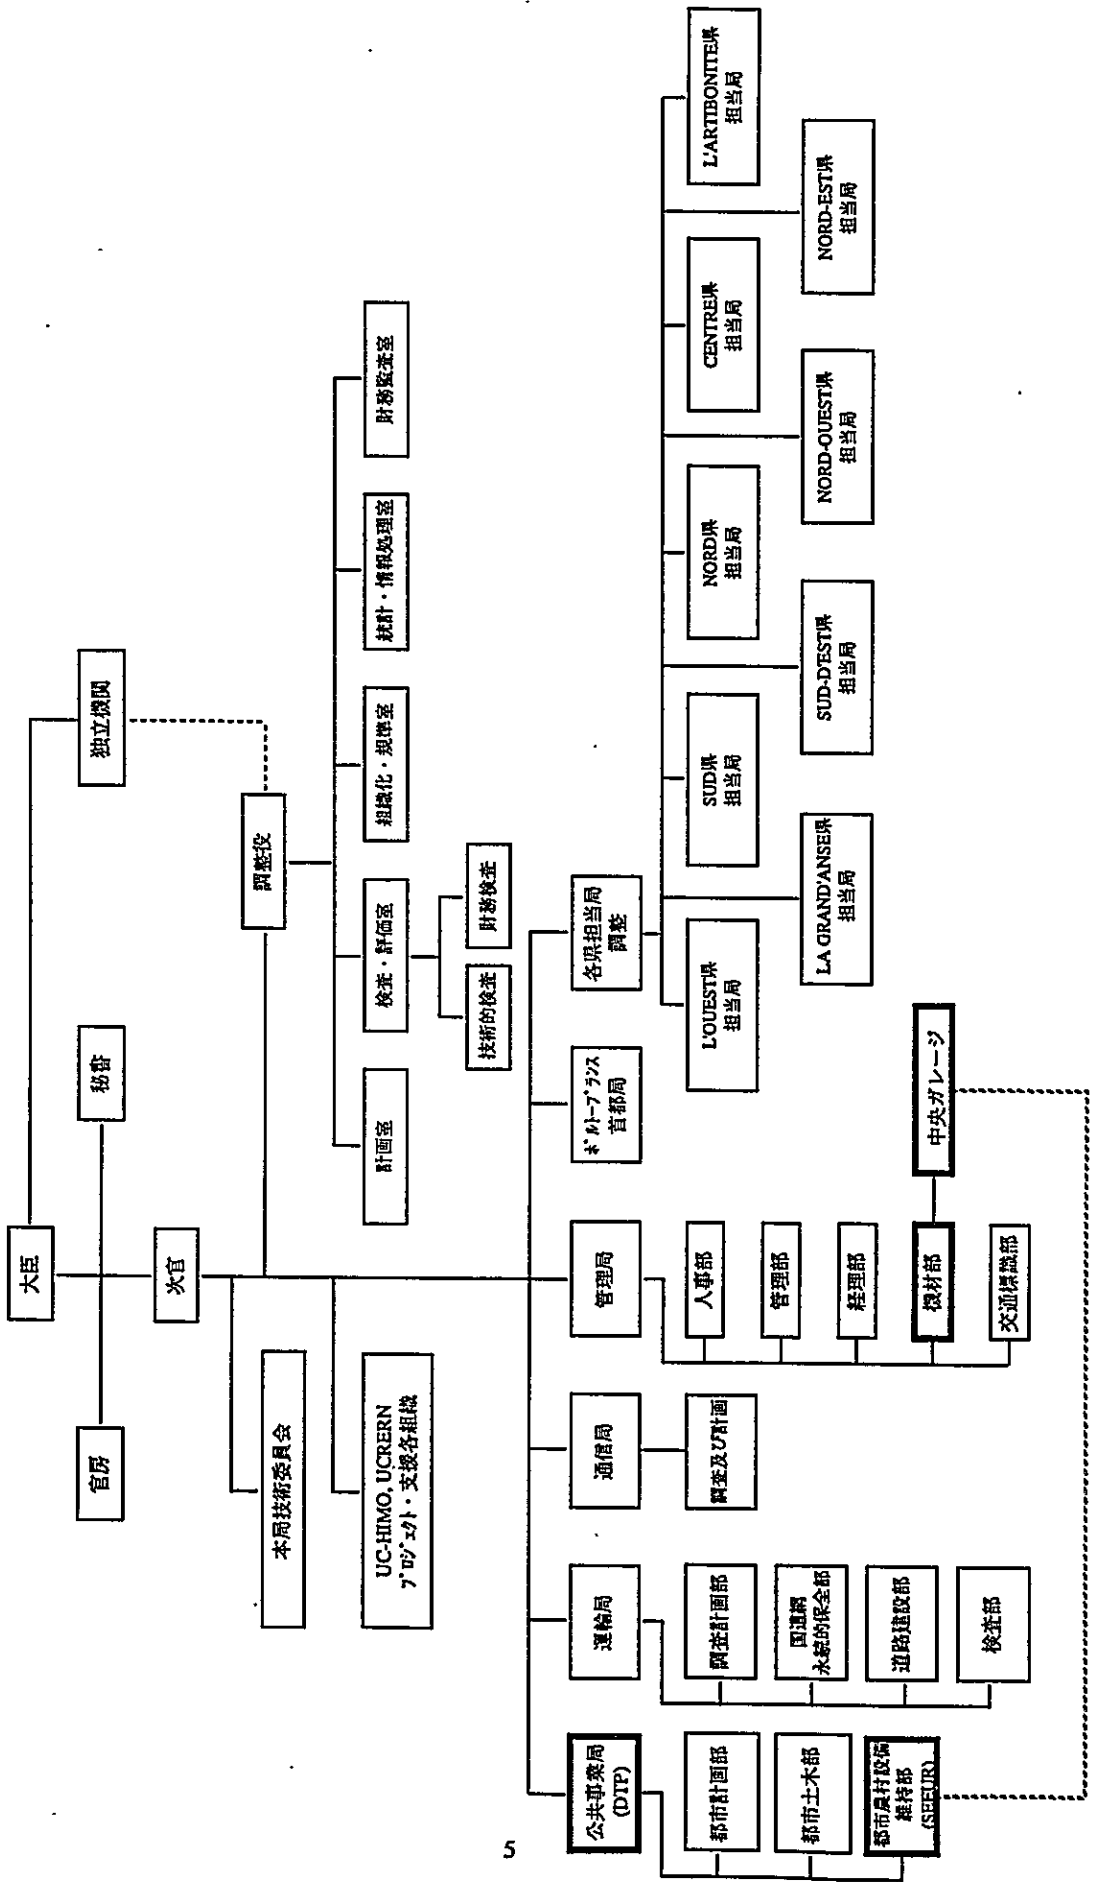 大臣
官房
秘書
独立機関
次官
調整役
本局技術委員会
UC-HIMO, UCRERN
プロジェクト・支援各組織
計画室
検査・評価室
組織化・規準室
統計・情報処理室
財務監査室
技術的検査
財務検査
公共事業局
(DTP)
運輸局
通信局
管理局
ポルトープランス
首都局
各県担当局
調整
都市計画部
都市土木部
都市農村設備
維持部
(SEEUR)
調査計画部
国道網
永続的保全部
道路建設部
検査部
調査及び計画
人事部
管理部
経理部
機材部
交通標識部
中央ガレージ
L'OUEST県
担当局
SUD県
担当局
NORD県
担当局
CENTRE県
担当局
L'ARTIBONITE県
担当局
LA GRAND'ANSE県
担当局
SUD-D'EST県
担当局
NORD-OUEST県
担当局
NORD-EST県
担当局
5